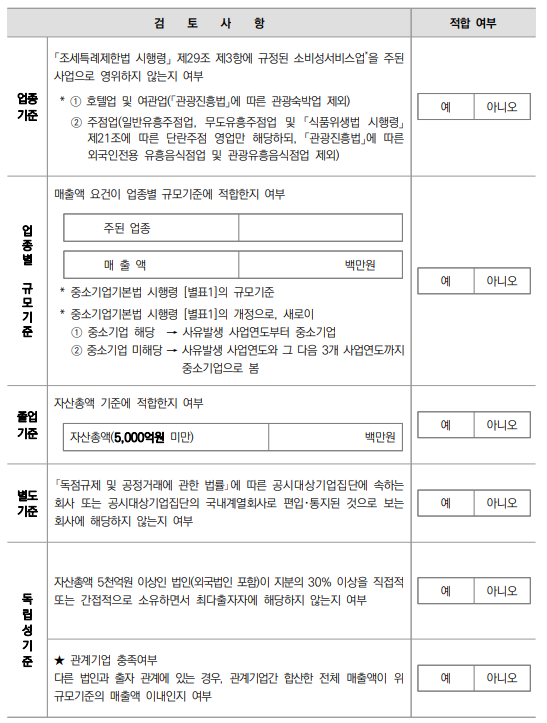 검 토 사 항 적합 여부
「조세특례제한법 시행령」 제29조 제3항에 규정된 소비성서비스업*을 주된
사업으로 영위하지 않는지 여부
업종
기준
* ① 호텔업 및 여관업(「관광진흥법」에 따른 관광숙박업 제외)
② 주점업(일반유흥주점업, 무도유흥주점업 및 「식품위생법 시행령」
제21조에 따른 단란주점 영업만 해당하되, 「관광진흥법」에 따른
외국인전용 유흥음식점업 및 관광유흥음식점업 제외)
예 아니오
매출액 요건이 업종별 규모기준에 적합한지 여부
업종별 규모기준
주된 업종
매 출 액 백만원
* 중소기업기본법 시행령 [별표1]의 규모기준
* 중소기업기본법 시행령 [별표1]의 개정으로, 새로이
① 중소기업 해당 → 사유발생 사업연도부터 중소기업
② 중소기업 미해당 → 사유발생 사업연도와 그 다음 3개 사업연도까지
중소기업으로 봄
예 아니오
졸업
기준
자산총액 기준에 적합한지 여부
자산총액(5,000억원 미만) 백만원
예 아니오
별도
기준
「독점규제 및 공정거래에 관한 법률」에 따른 공시대상기업집단에 속하는
회사 또는 공시대상기업집단의 국내계열회사로 편입·통지된 것으로 보는
회사에 해당하지 않는지 여부
예 아니오
독립성기준
자산총액 5천억원 이상인 법인(외국법인 포함)이 지분의 30% 이상을 직접적
또는 간접적으로 소유하면서 최다출자자에 해당하지 않는지 여부
예 아니오
★ 관계기업 충족여부
다른 법인과 출자 관계에 있는 경우, 관계기업간 합산한 전체 매출액이 위
규모기준의 매출액 이내인지 여부
예 아니오